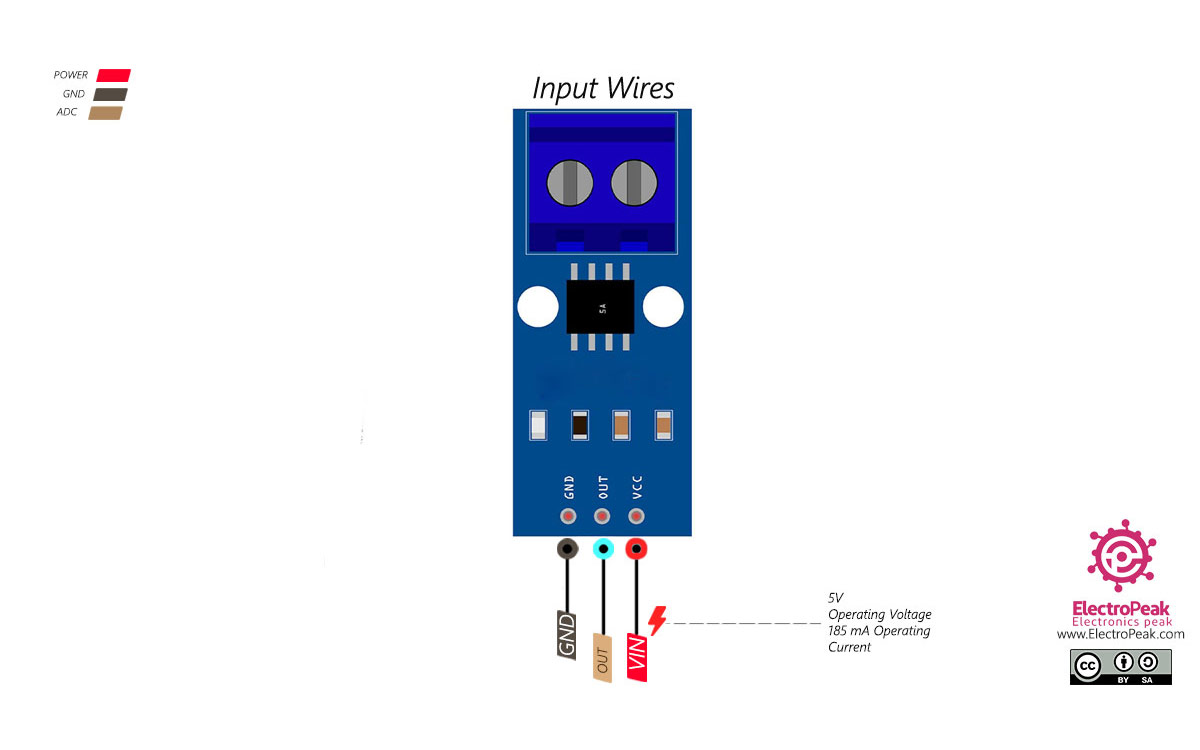 POWER
GND
ADC
Input Wires
5A
GND
OUT
VCC
GND
OUT
VIN
5V
Operating Voltage
185 mA Operating
Current
ElectroPeak
Electronics peak
www.ElectroPeak.com
cc
BY SA